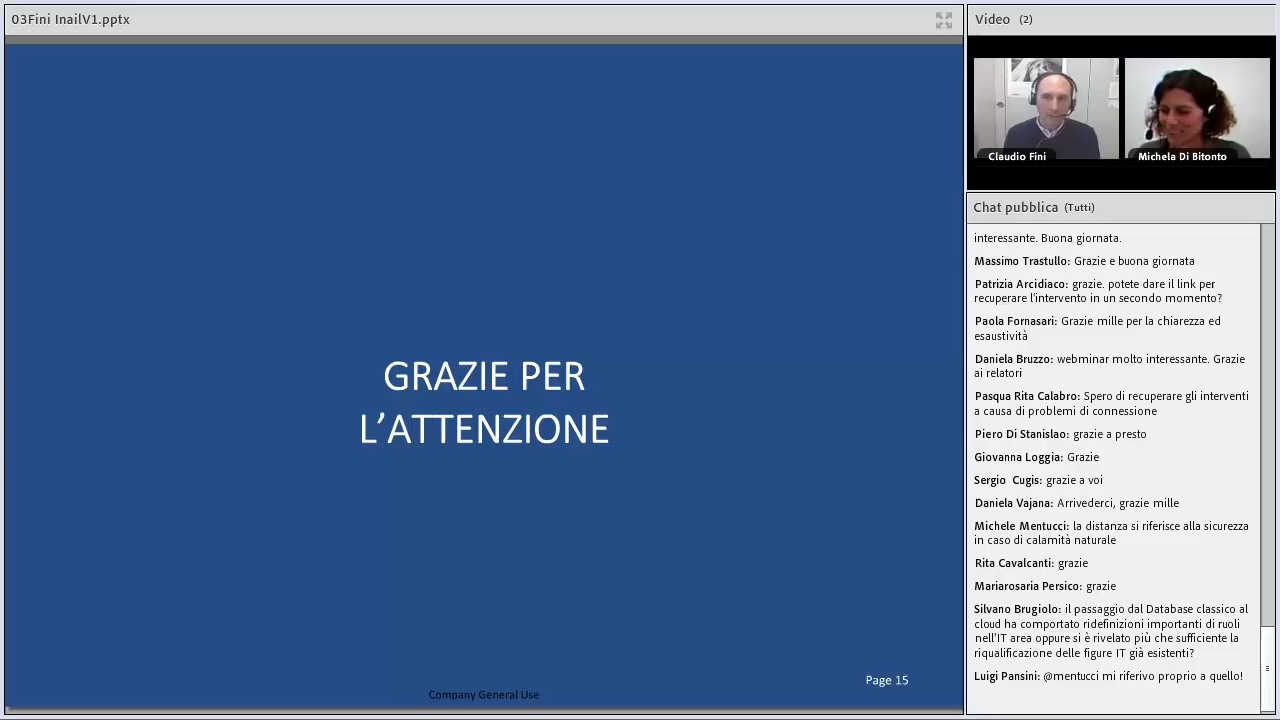 03Fini InailV1.pptx
GRAZIE PER
L’ATTENZIONE
Page 15
Company General Use
Video (2)
Claudio Fini
Michela Di Bitonto
Chat pubblica (Tutti)
interessante. Buona giornata.
Massimo Trastullo: Grazie e buona giornata
Patrizia Arcidiaco: grazie. potete dare il link per
recuperare l'intervento in un secondo momento?
Paola Fornasari: Grazie mille per la chiarezza ed
esaustività
Daniela Bruzzo: webminar molto interessante. Grazie
ai relatori
Pasqua Rita Calabro: Spero di recuperare gli interventi
a causa di problemi di connessione
Piero Di Stanislao: grazie a presto
Giovanna Loggia: Grazie
Sergio Cugis: grazie a voi
Daniela Vajana: Arrivederci, grazie mille
Michele Mentucci: la distanza si riferisce alla sicurezza
in caso di calamità naturale
Rita Cavalcanti: grazie
Mariarosaria Persico: grazie
Silvano Brugiolo: il passaggio dal Database classico al
cloud ha comportato ridefinizioni importanti di ruoli
nell'IT area oppure si è rivelato più che sufficiente la
riqualificazione delle figure IT già esistenti?
Luigi Pansini: @mentucci mi riferivo proprio a quello!